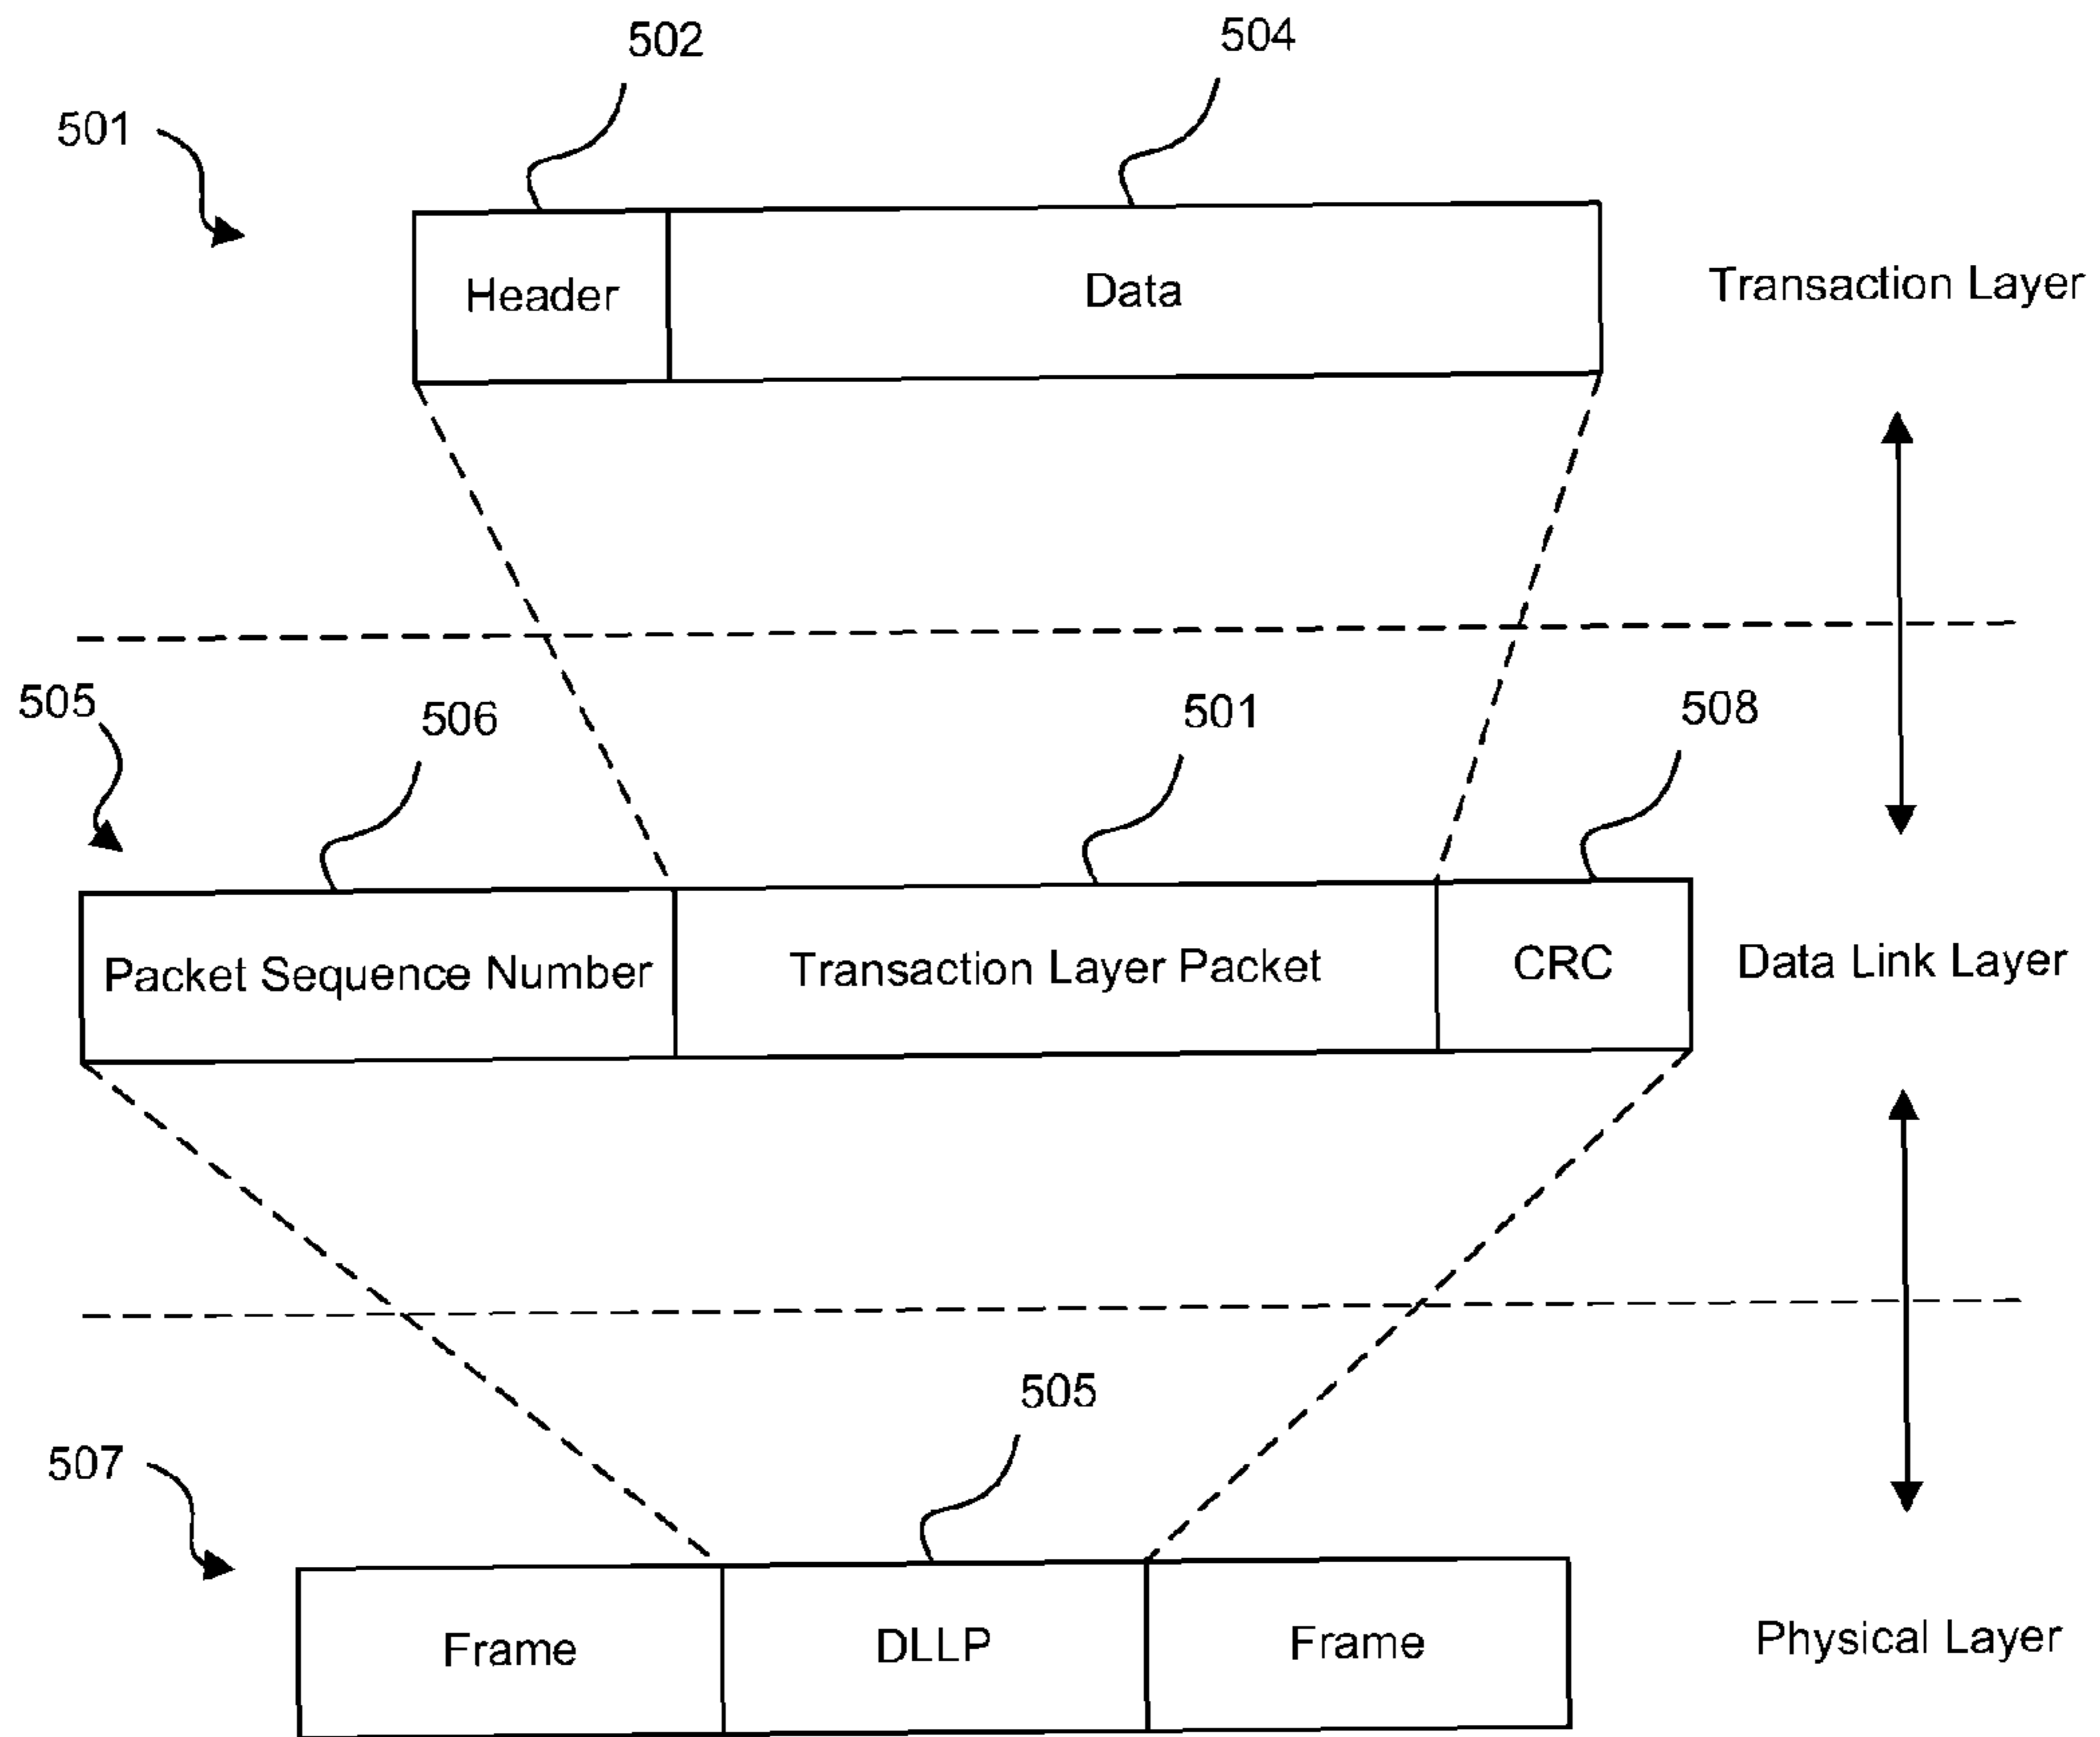 502
504
501
Header
Data
Transaction Layer
505
506
501
508
Packet Sequence Number
Transaction Layer Packet
CRC
Data Link Layer
505
507
Frame
DLLP
Frame
Physical Layer